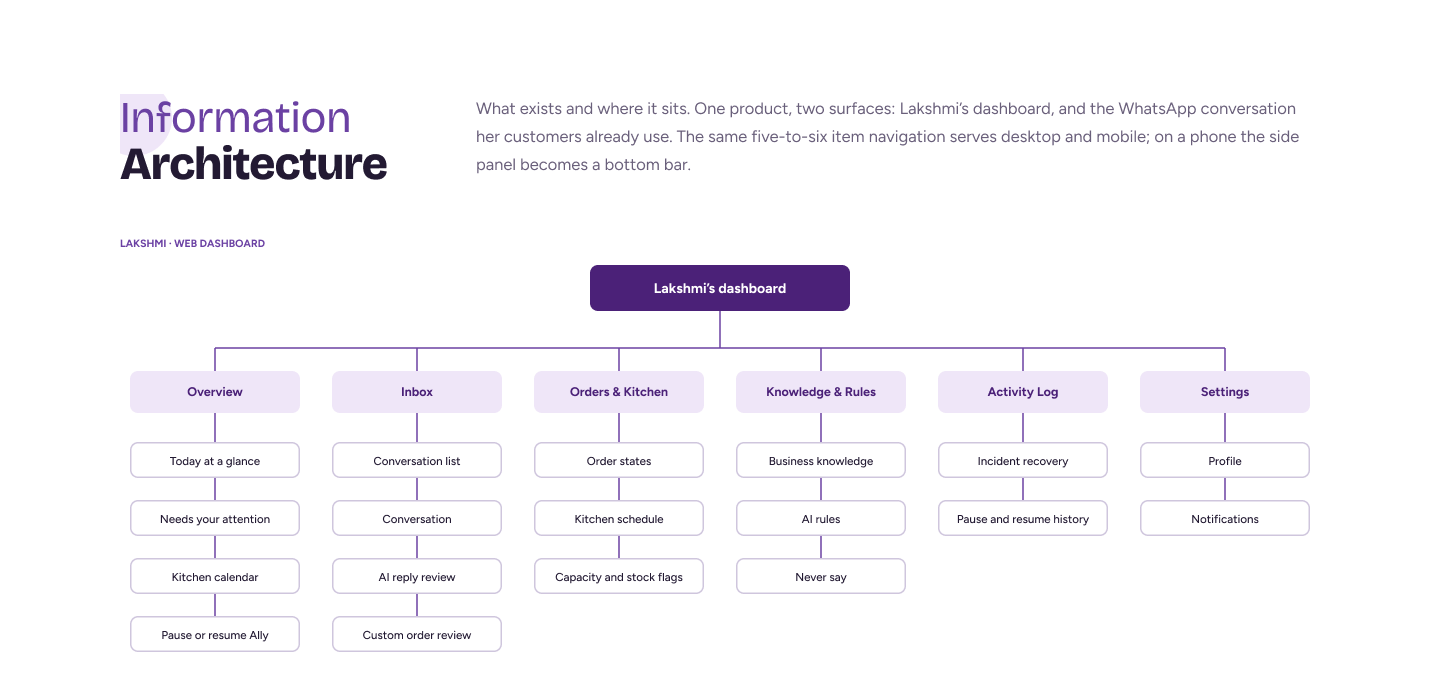 Information
Architecture
What exists and where it sits. One product, two surfaces: Lakshmi’s dashboard, and the WhatsApp conversation
her customers already use. The same five-to-six item navigation serves desktop and mobile; on a phone the side
panel becomes a bottom bar.
LAKSHMI · WEB DASHBOARD
Lakshmi’s dashboard
Overview
Today at a glance
Needs your attention
Kitchen calendar
Pause or resume Ally
Inbox
Conversation list
Conversation
AI reply review
Custom order review
Orders & Kitchen
Order states
Kitchen schedule
Capacity and stock flags
Knowledge & Rules
Business knowledge
AI rules
Never say
Activity Log
Incident recovery
Pause and resume history
Settings
Profile
Notifications